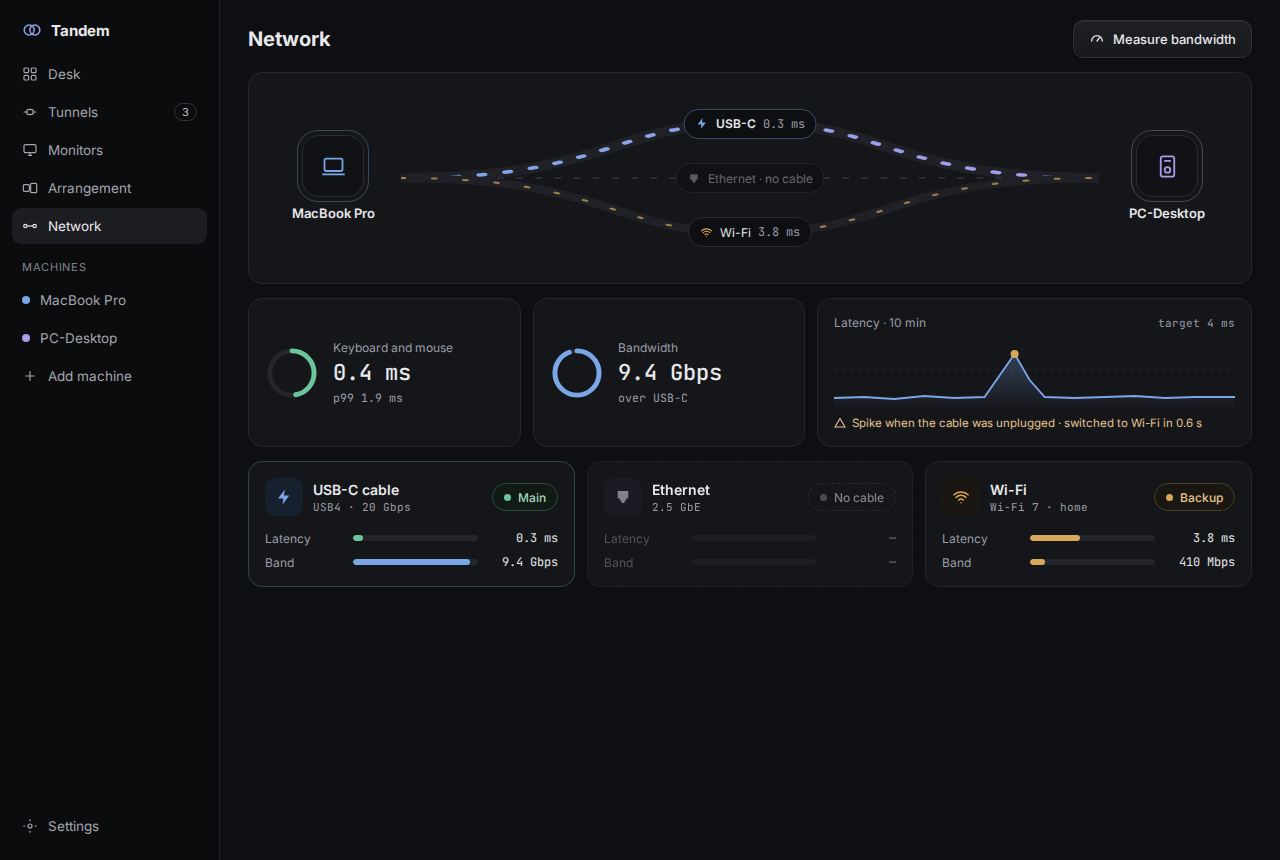 Tandem
Desk
Tunnels 3
Monitors
Arrangement
Network
MACHINES
MacBook Pro
PC-Desktop
Add machine
Settings
Network
Measure bandwidth
MacBook Pro
USB-C 0.3 ms
Ethernet · no cable
Wi-Fi 3.8 ms
PC-Desktop
Keyboard and mouse
0.4 ms
p99 1.9 ms
Bandwidth
9.4 Gbps
over USB-C
Latency · 10 min
target 4 ms
Spike when the cable was unplugged · switched to Wi-Fi in 0.6 s
USB-C cable
USB4 · 20 Gbps
Main
Latency 0.3 ms
Band 9.4 Gbps
Ethernet
2.5 GbE
No cable
Latency —
Band —
Wi-Fi
Wi-Fi 7 · home
Backup
Latency 3.8 ms
Band 410 Mbps